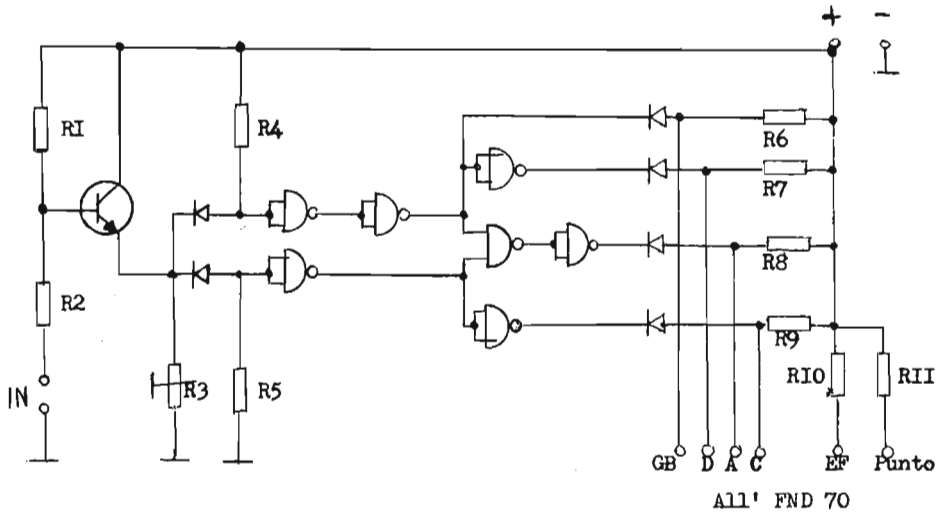 + -
RI
R4
R6
R7
R2
R8
R9
IN
R3
R5
RIO
RII
GB D A C EF Punto
All' FND 70